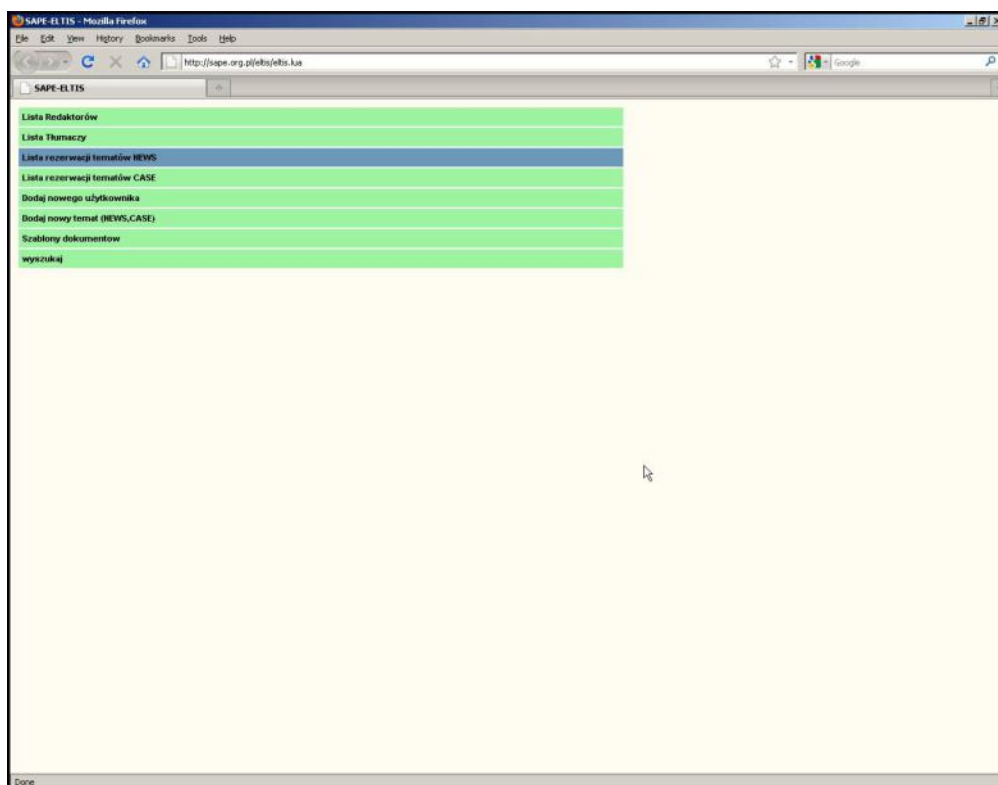 SAPE-ELTIS - Mozilla Firefox
File Edit View History Bookmarks Tools Help
http://sape.org.pl/eltis/eltis.lua Google
SAPE-ELTIS
Lista Redaktorów
Lista Tłumaczy
Lista rezerwacji tematów NEWS
Lista rezerwacji tematów CASE
Dodaj nowego użytkownika
Dodaj nowy temat (NEWS,CASE)
Szablony dokumentow
wyszukaj
Done